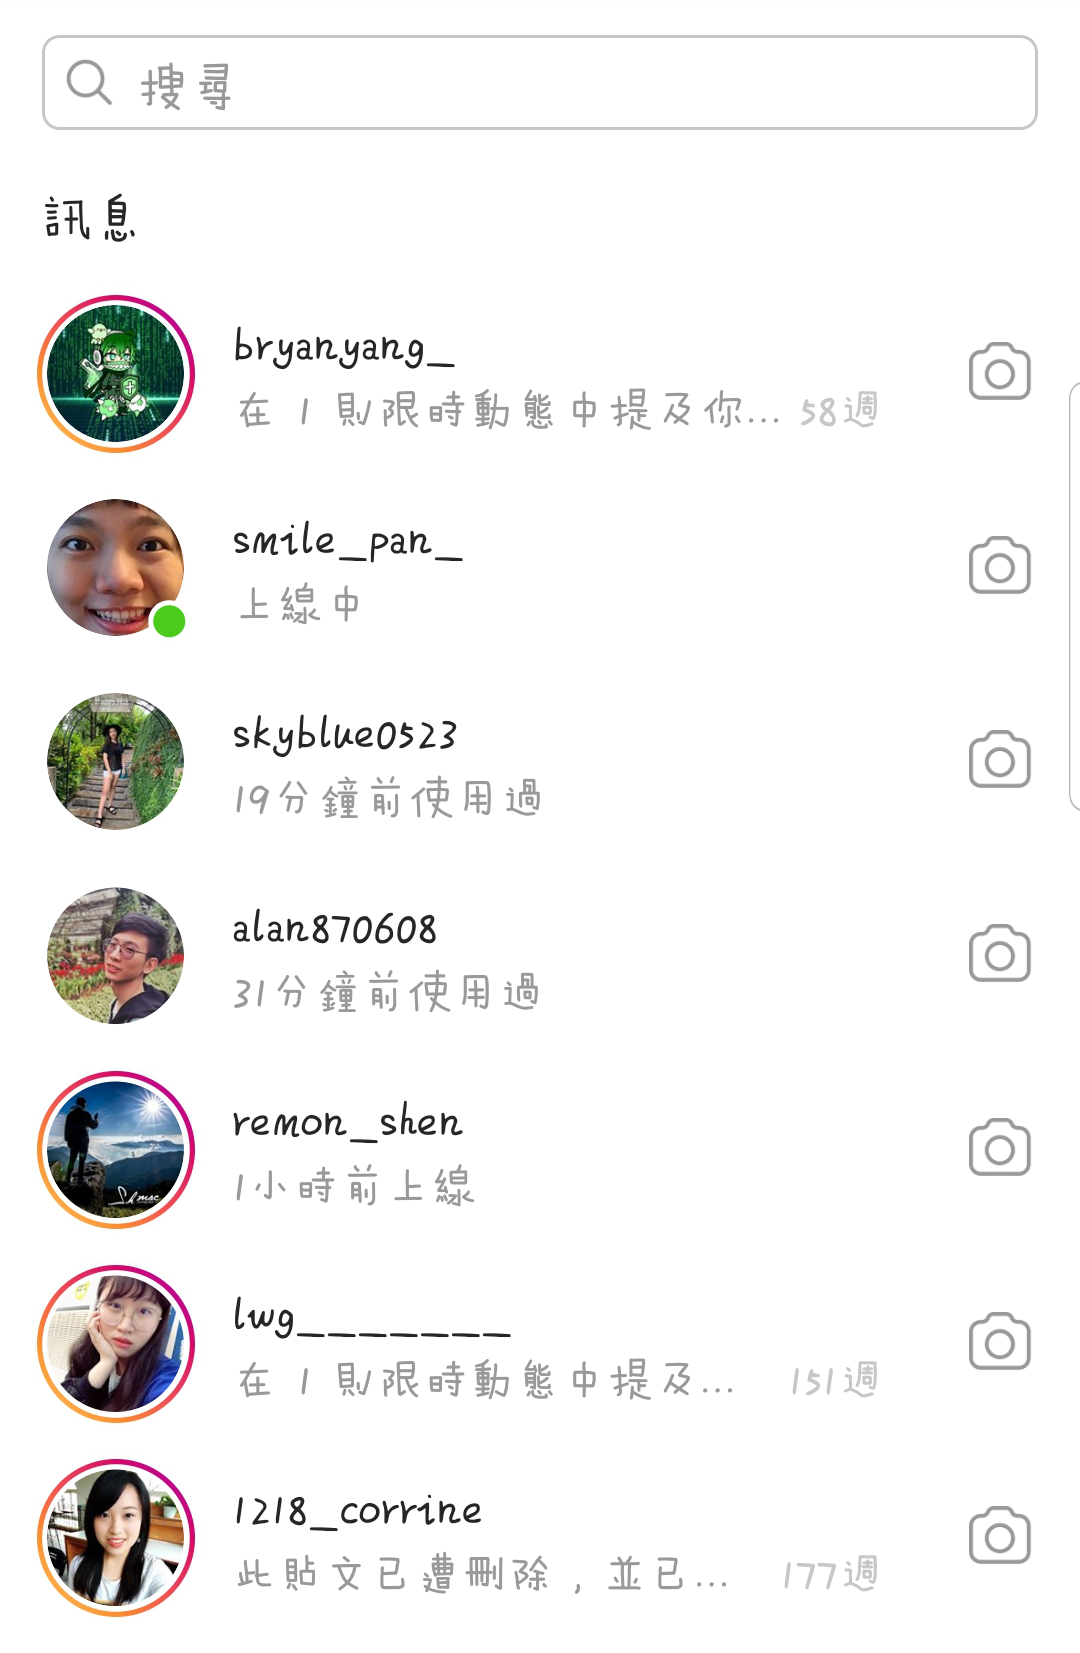 搜尋
訊息
bryanyang_
在 1 則限時動態中提及你... 58週
smile_pan_
上線中
skyblue0523
19分鐘前使用過
alan870608
31分鐘前使用過
remon_shen
1小時前上線
lwg_______
在 1 則限時動態中提及... 151週
1218_corrine
此貼文已遭刪除，並已... 177週